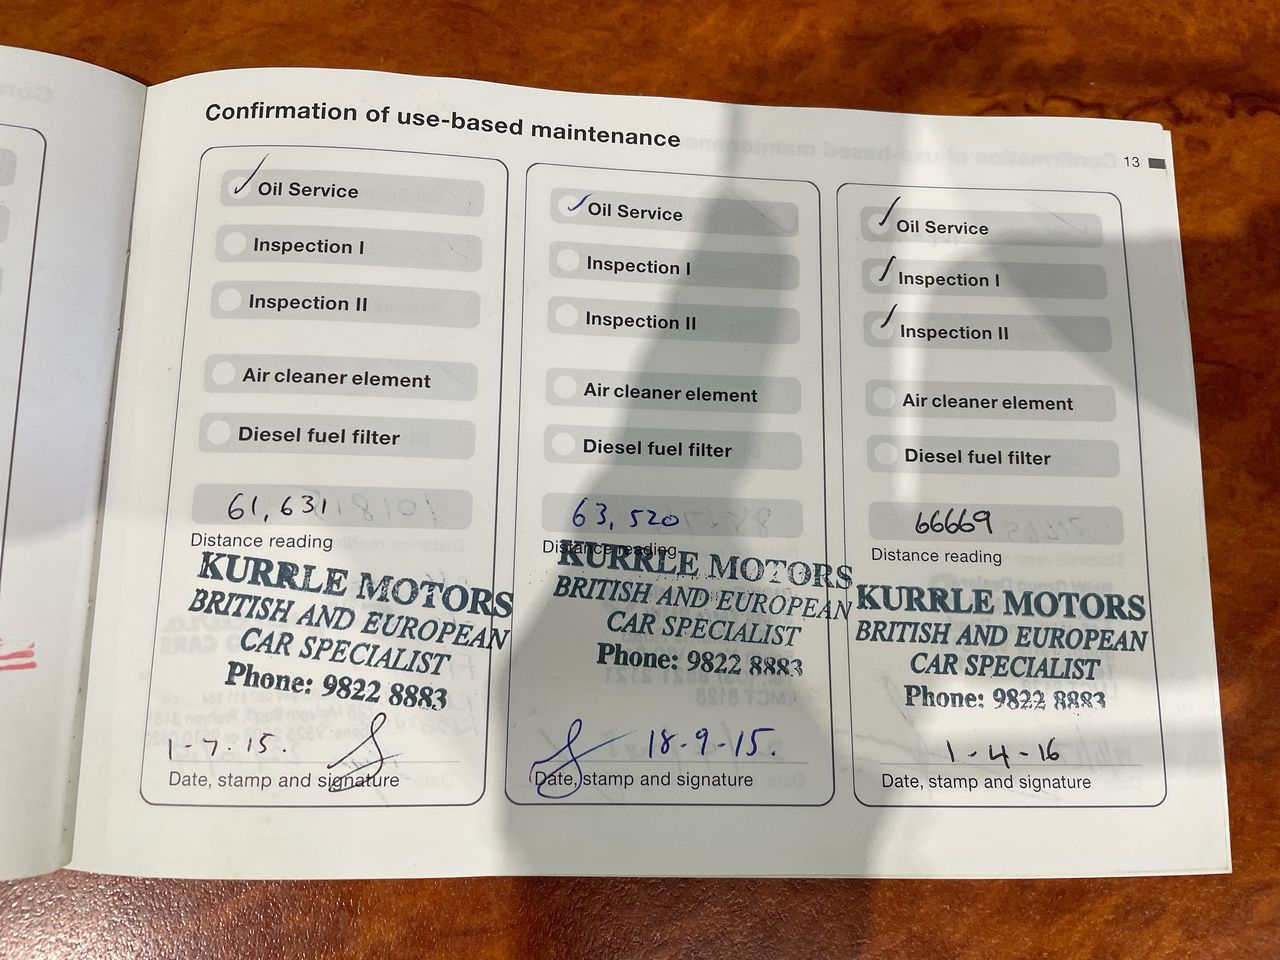 Confirmation of use-based maintenance
13
Oil Service
Inspection I
Inspection II
Air cleaner element
Diesel fuel filter
61,631
Distance reading
KURRLE MOTORS
BRITISH AND EUROPEAN
CAR SPECIALIST
Phone: 9822 8883
1-7-15.
Date, stamp and signature
Oil Service
Inspection I
Inspection II
Air cleaner element
Diesel fuel filter
63,520
Distance reading
KURRLE MOTORS
BRITISH AND EUROPEAN
CAR SPECIALIST
Phone: 9822 8883
18-9-15.
Date, stamp and signature
Oil Service
Inspection I
Inspection II
Air cleaner element
Diesel fuel filter
66669
Distance reading
KURRLE MOTORS
BRITISH AND EUROPEAN
CAR SPECIALIST
Phone: 9822 8883
1-4-16
Date, stamp and signature